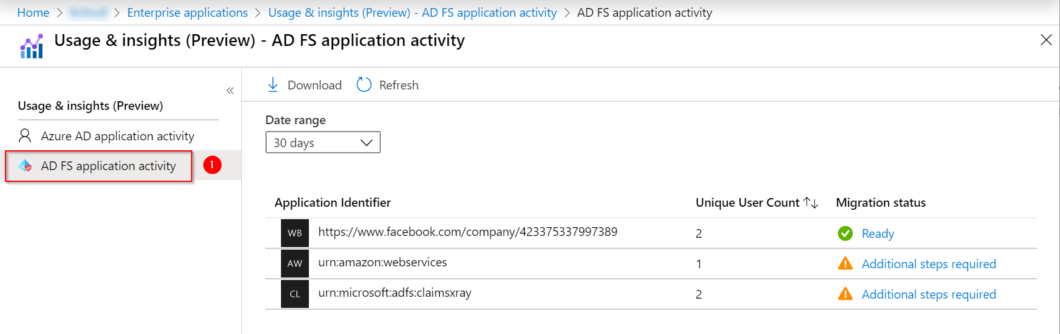 Home > Enterprise applications > Usage & insights (Preview) - AD FS application activity > AD FS application activity
Usage & insights (Preview) - AD FS application activity
Download Refresh
Usage & insights (Preview)
Azure AD application activity
AD FS application activity 1
Date range
30 days
Application Identifier Unique User Count Migration status
WB https://www.facebook.com/company/423375337997389 2 Ready
AW urn:amazon:webservices 1 Additional steps required
CL urn:microsoft:adfs:claimsxray 2 Additional steps required